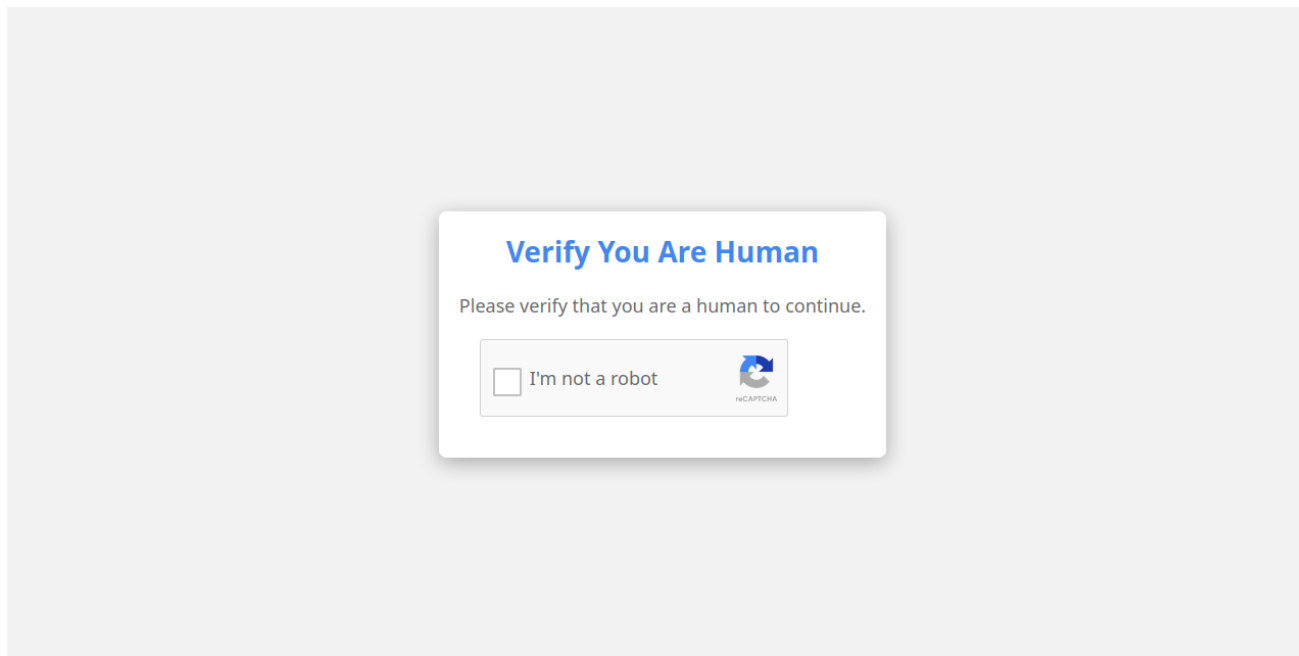 Verify You Are Human
Please verify that you are a human to continue.
I'm not a robot
reCAPTCHA